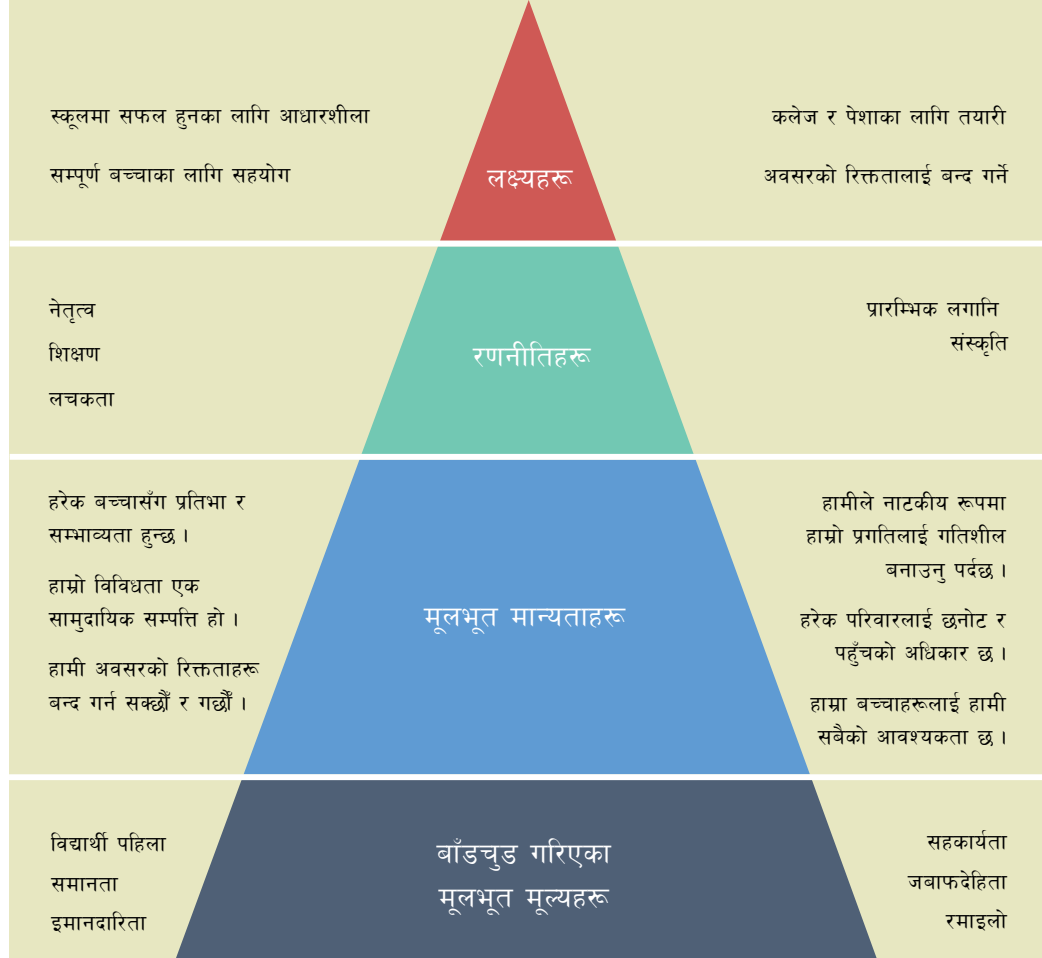 स्कूलमा सफल हुनका लागि आधारशीला
सम्पूर्ण बच्चाका लागि सहयोग
लक्ष्यहरू
कलेज र पेशाका लागि तयारी
अवसरको रिक्ततालाई बन्द गर्ने
नेतृत्व
शिक्षण
लचकता
रणनीतिहरू
प्रारम्भिक लगानि
संस्कृति
हरेक बच्चासँग प्रतिभा र
सम्भाव्यता हुन्छ।
हाम्रो विविधता एक
सामुदायिक सम्पत्ति हो।
हामी अवसरको रिक्तताहरू
बन्द गर्न सक्छौँ र गर्छौँ।
मूलभूत मान्यताहरू
हामीले नाटकीय रूपमा
हाम्रो प्रगतिलाई गतिशील
बनाउनु पर्दछ।
हरेक परिवारलाई छनोट र
पहुँचको अधिकार छ।
हाम्रा बच्चाहरूलाई हामी
सबैको आवश्यकता छ।
विद्यार्थी पहिला
समानता
इमानदारिता
बाँडचुड गरिएका
मूलभूत मूल्यहरू
सहकार्यता
जबाफदेहिता
रमाइलो